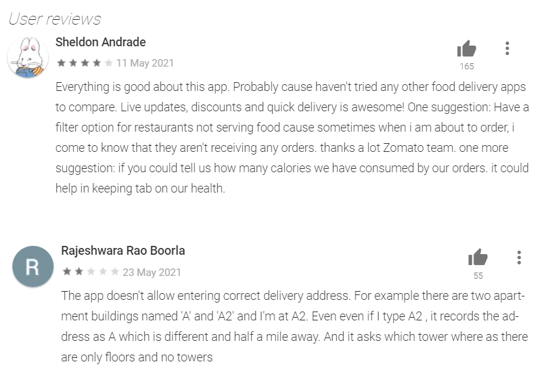 User reviews
Sheldon Andrade
11 May 2021
165
Everything is good about this app. Probably cause haven't tried any other food delivery apps
to compare. Live updates, discounts and quick delivery is awesome! One suggestion: Have a
filter option for restaurants not serving food cause sometimes when i am about to order, i
come to know that they aren't receiving any orders. thanks a lot Zomato team. one more
suggestion: if you could tell us how many calories we have consumed by our orders. it could
help in keeping tab on our health.
R
Rajeshwara Rao Boorla
23 May 2021
55
The app doesn't allow entering correct delivery address. For example there are two apart-
ment buildings named 'A' and 'A2' and I'm at A2. Even even if I type A2 , it records the ad-
dress as A which is different and half a mile away. And it asks which tower where as there
are only floors and no towers